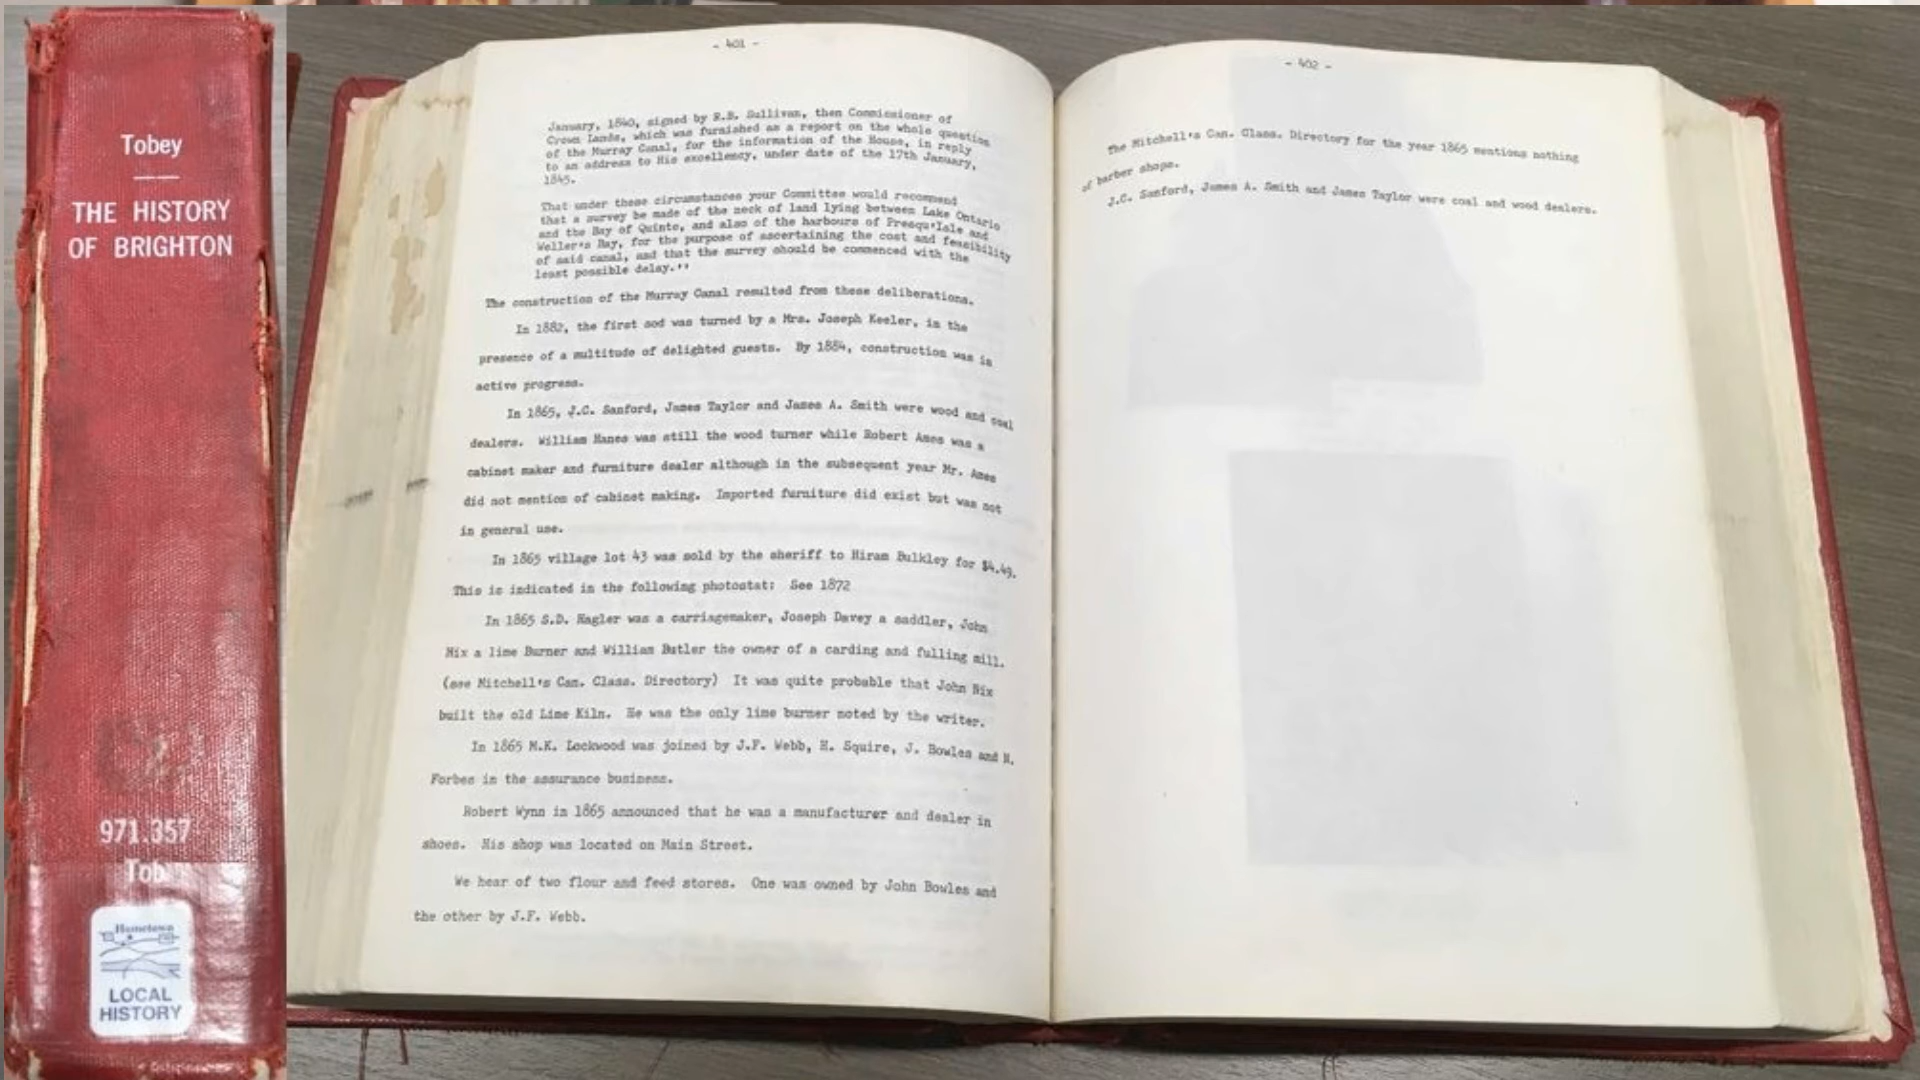 Tobey
THE HISTORY
OF BRIGHTON
971.357
Tob
Hometown
LOCAL
HISTORY
- 401 -
January, 1840, signed by R.B. Sullivan, then Commissioner of
Crown Lands, which was furnished as a report on the whole question
of the Murray Canal, for the information of the House, in reply
to an address to His excellency, under date of the 17th January,
1845.
That under these circumstances your Committee would recommend
that a survey be made of the neck of land lying between Lake Ontario
and the Bay of Quinte, and also of the harbours of Presqu'Isle and
Weller's Bay, for the purpose of ascertaining the cost and feasibility
of said canal, and that the survey should be commenced with the
least possible delay.''
The construction of the Murray Canal resulted from these deliberations.
In 1882, the first sod was turned by a Mrs. Joseph Keeler, in the
presence of a multitude of delighted guests. By 1884, construction was in
active progress.
In 1865, J.C. Sanford, James Taylor and James A. Smith were wood and coal
dealers. William Hanes was still the wood turner while Robert Ames was a
cabinet maker and furniture dealer although in the subsequent year Mr. Ames
did not mention of cabinet making. Imported furniture did exist but was not
in general use.
In 1865 village lot 43 was sold by the sheriff to Hiram Bulkley for $4.49.
This is indicated in the following photostat: See 1872
In 1865 S.D. Hagler was a carriagemaker, Joseph Davey a saddler, John
Nix a lime Burner and William Butler the owner of a carding and fulling mill.
(see Mitchell's Can. Class. Directory) It was quite probable that John Nix
built the old Lime Kiln. He was the only lime burner noted by the writer.
In 1865 M.K. Lockwood was joined by J.F. Webb, H. Squire, J. Bowles and N.
Forbes in the assurance business.
Robert Wynn in 1865 announced that he was a manufacturer and dealer in
shoes. His shop was located on Main Street.
We hear of two flour and feed stores. One was owned by John Bowles and
the other by J.F. Webb.
- 402 -
The Mitchell's Can. Class. Directory for the year 1865 mentions nothing
of barber shops.
J.C. Sanford, James A. Smith and James Taylor were coal and wood dealers.